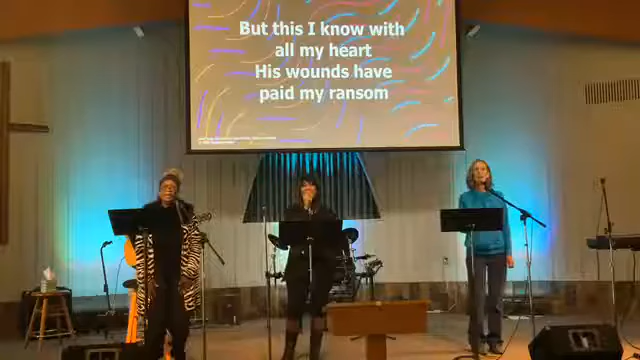 But this I know with
all my heart
His wounds have
paid my ransom